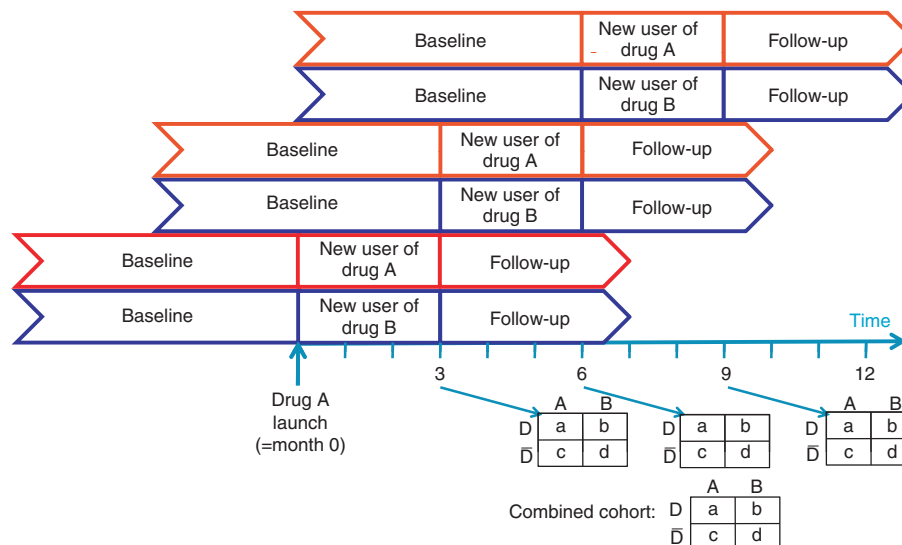 Baseline
New user of
drug A
Follow-up
Baseline
New user of
drug B
Follow-up
Baseline
New user of
drug A
Follow-up
Baseline
New user of
drug B
Follow-up
Baseline
New user of
drug A
Follow-up
Baseline
New user of
drug B
Follow-up
Time
3 6 9 12
Drug A
launch
(=month 0)
A B
D a b
D̅ c d
D a b
D̅ c d
A B
D a b
D̅ c d
Combined cohort:
A B
D a b
D̅ c d